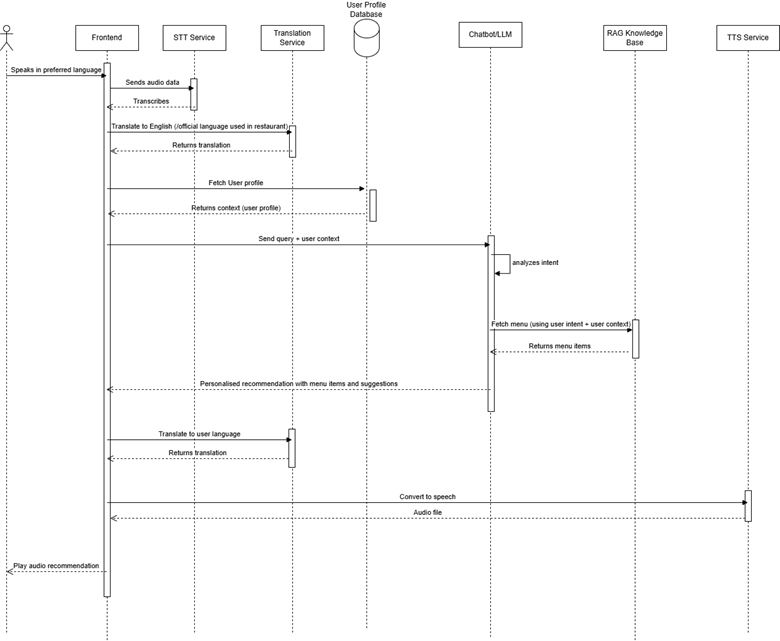 User Profile
Database
Frontend
STT Service
Translation
Service
Chatbot/LLM
RAG Knowledge
Base
TTS Service
Speaks in preferred language
Sends audio data
Transcribes
Translate to English (/official language used in restaurant)
Returns translation
Fetch User profile
Returns context (user profile)
Send query + user context
analyzes intent
Fetch menu (using user intent + user context)
Returns menu items
Personalised recommendation with menu items and suggestions
Translate to user language
Returns translation
Convert to speech
Audio file
Play audio recommendation